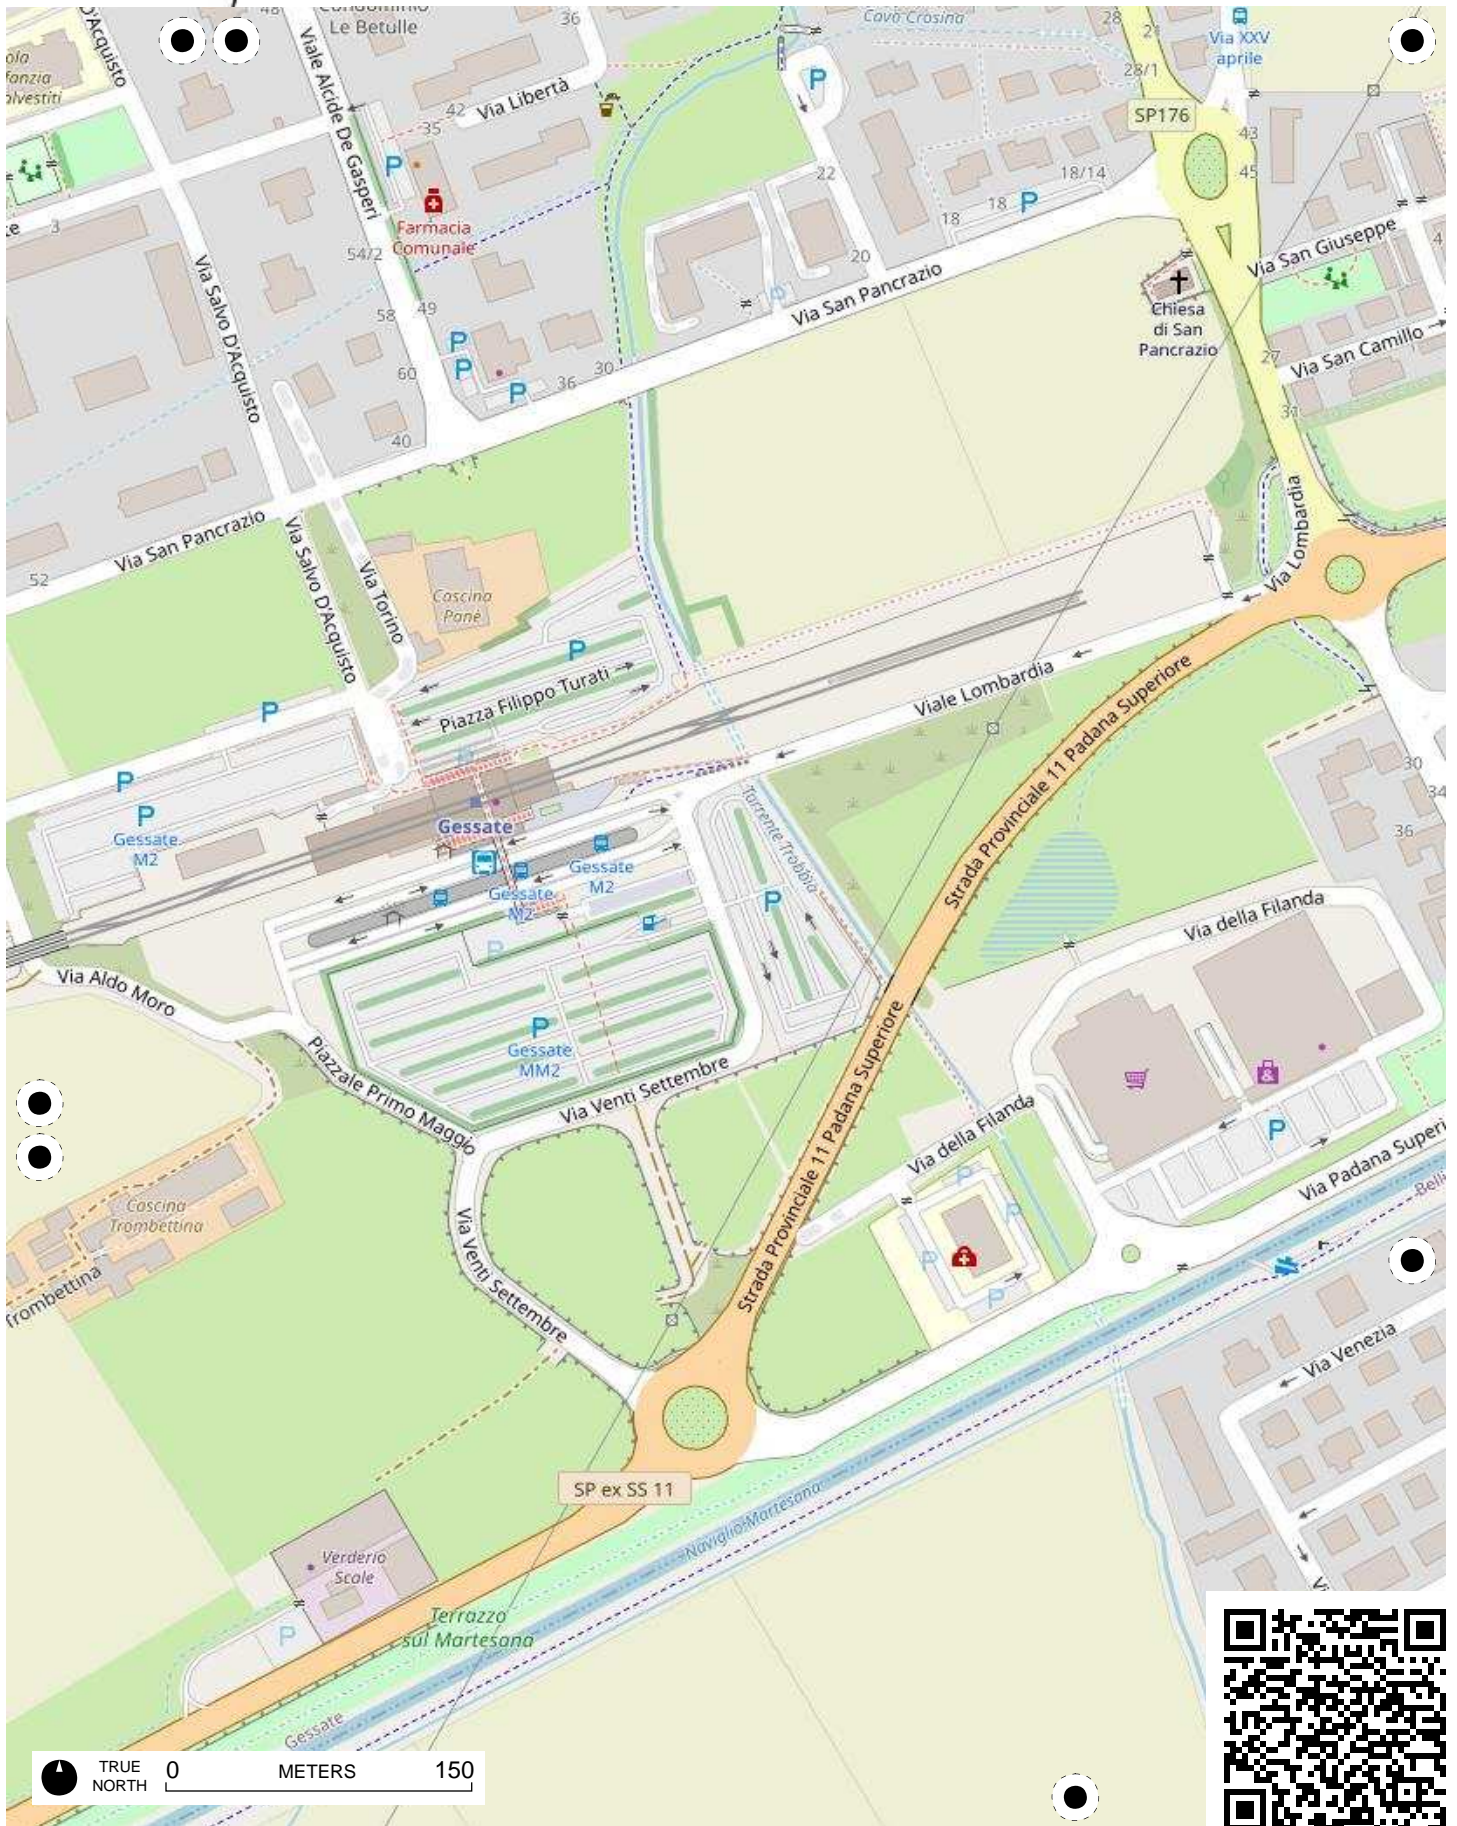 Le Betulle
36
28
21
Cavo Crosina
Via XXV
aprile
28/1
D'Acquisto
Viale Alcide De Gasperi
Via Libertà
42
35
P
P
SP176
4
43
45
22
18/14
18
18
P
3
Farmacia
Comunale
54/2
Via San Giuseppe
4
20
P
Via San Pancrazio
Chiesa
di San
Pancrazio
Via Salvo D'Acquisto
49
58
P
P
P
60
36
30
27
Via San Camillo
31
40
Via Lombardia
Via San Pancrazio
52
Via Salvo D'Acquisto
Via Torino
Cascina
Pane
P
Piazza Filippo Turati
P
Viale Lombardia
Strada Provinciale 11 Padana Superiore
30
34
36
P
P
Gessate
M2
Gessate
Gessate
M2
Gessate
M2
Torrente Trobbia
P
P
Via della Filanda
Via Aldo Moro
P
Gessate
MM2
Piazzale Primo Maggio
Via Venti Settembre
Strada Provinciale 11 Padana Superiore
Via della Filanda
P
Via Padana Superi
Cascina
Trombettina
Trombettina
Via Venti Settembre
P
P
P
P
Belli
Via Venezia
SP ex SS 11
Naviglio Martesana
Verderio
Scale
Terrazzo
sul Martesana
P
Gessate
TRUE
NORTH
0
METERS
150